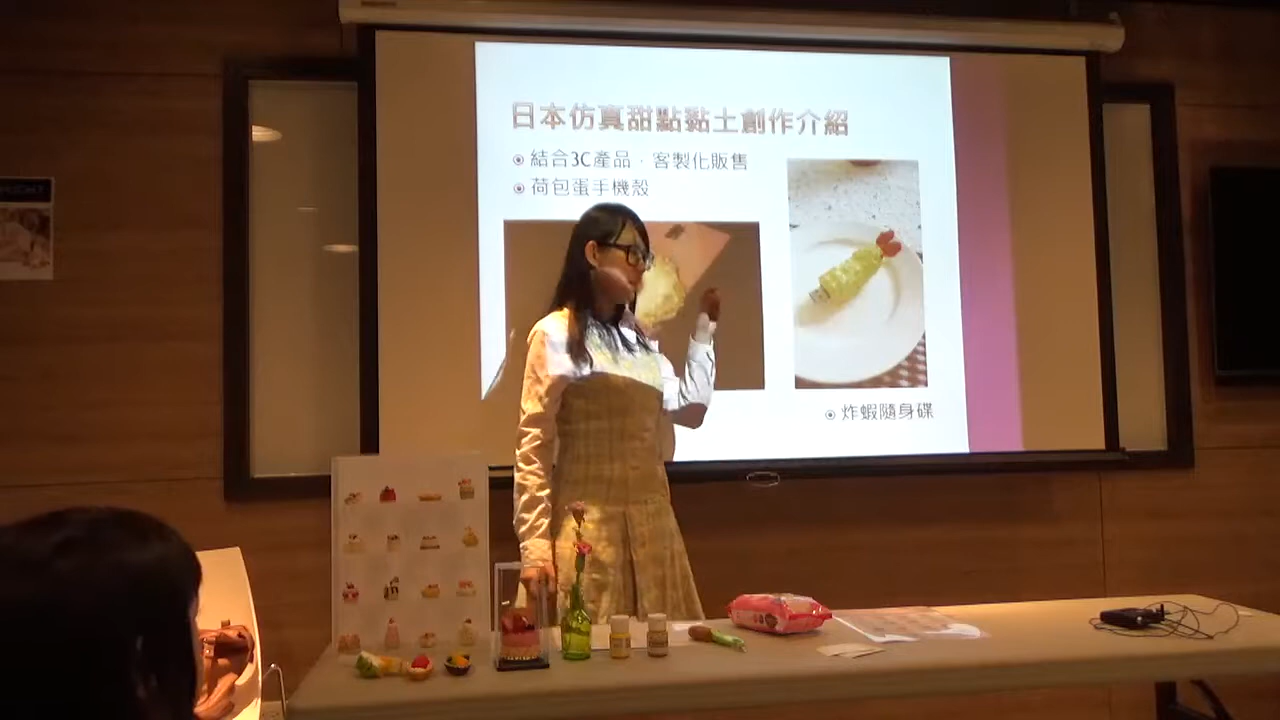 日本仿真甜點黏土創作介紹
結合3C產品，客製化販售
荷包蛋手機殼
炸蝦隨身碟